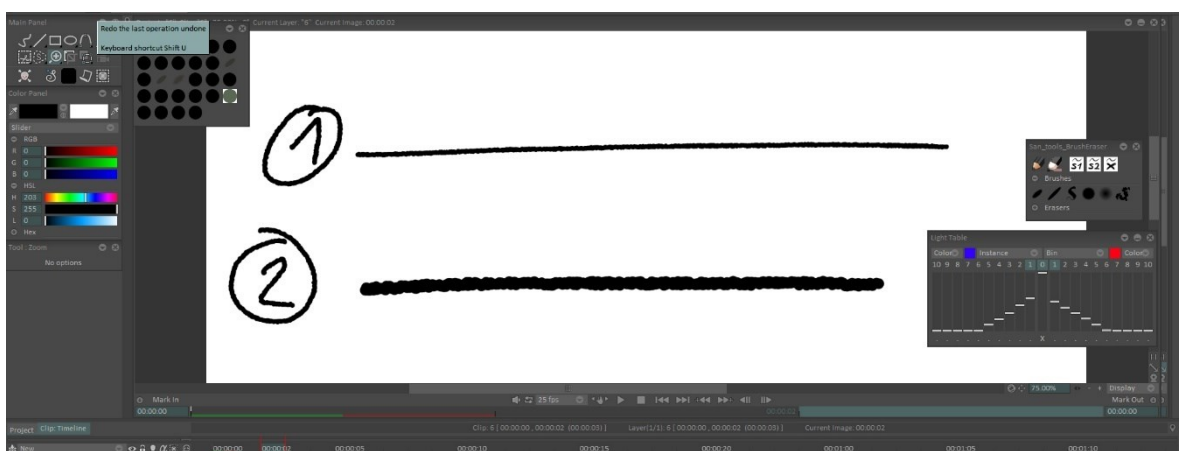 Main Panel
Redo the last operation undone
Keyboard shortcut Shift U
Current Layer: "6" Current Image: 00:00:02
Color Panel
Slider
RGB
R 0
G 0
B 0
HSL
H 203
S 255
L 0
Hex
Tool: Zoom
No options
1
2
San_tools_BrushEraser
S1 S2 X
Brushes
Erasers
Light Table
Color Instance Bin Color
10 9 8 7 6 5 4 3 2 1 0 1 2 3 4 5 6 7 8 9 10
X
75.00% - + Display
Mark In 25 fps Mark Out
00:00:00 00:00:02 00:00:00
Project Clip: Timeline Clip: 6 [ 00:00:00 , 00:00:02 (00:00:03) ] Layer(1/1): 6 [ 00:00:00 , 00:00:02 (00:00:03) ] Current Image: 00:00:02
New 00:00:00 00:00:02 00:00:05 00:00:10 00:00:15 00:00:20 00:01:00 00:01:05 00:01:10